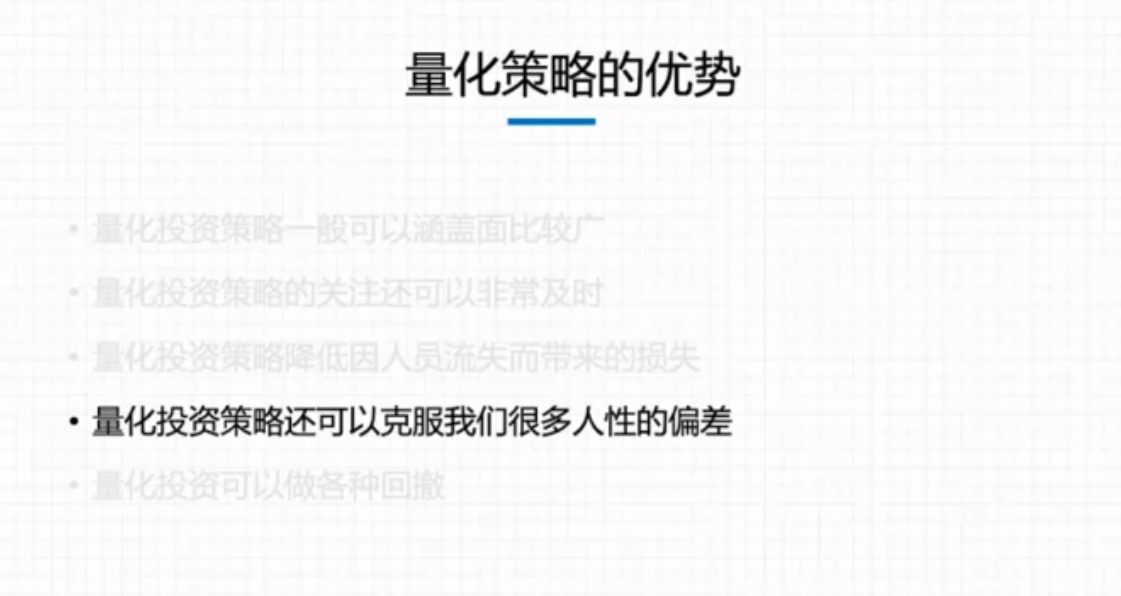 量化策略的优势
• 量化投资策略一般可以涵盖面比较广
• 量化投资策略的关注还可以非常及时
• 量化投资策略降低因人员流失而带来的损失
• 量化投资策略还可以克服我们很多人性的偏差
• 量化投资可以做各种回撤